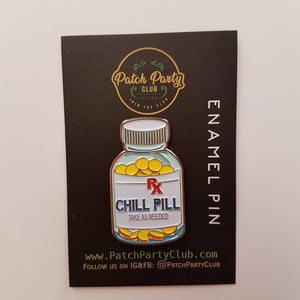 Patch Party
CLUB
JOIN THE CLUB
ENAMEL PIN
RX
CHILL PILL
TAKE AS NEEDED
www.PatchPartyClub.com
Follow us on IG&FB: @PatchPartyClub